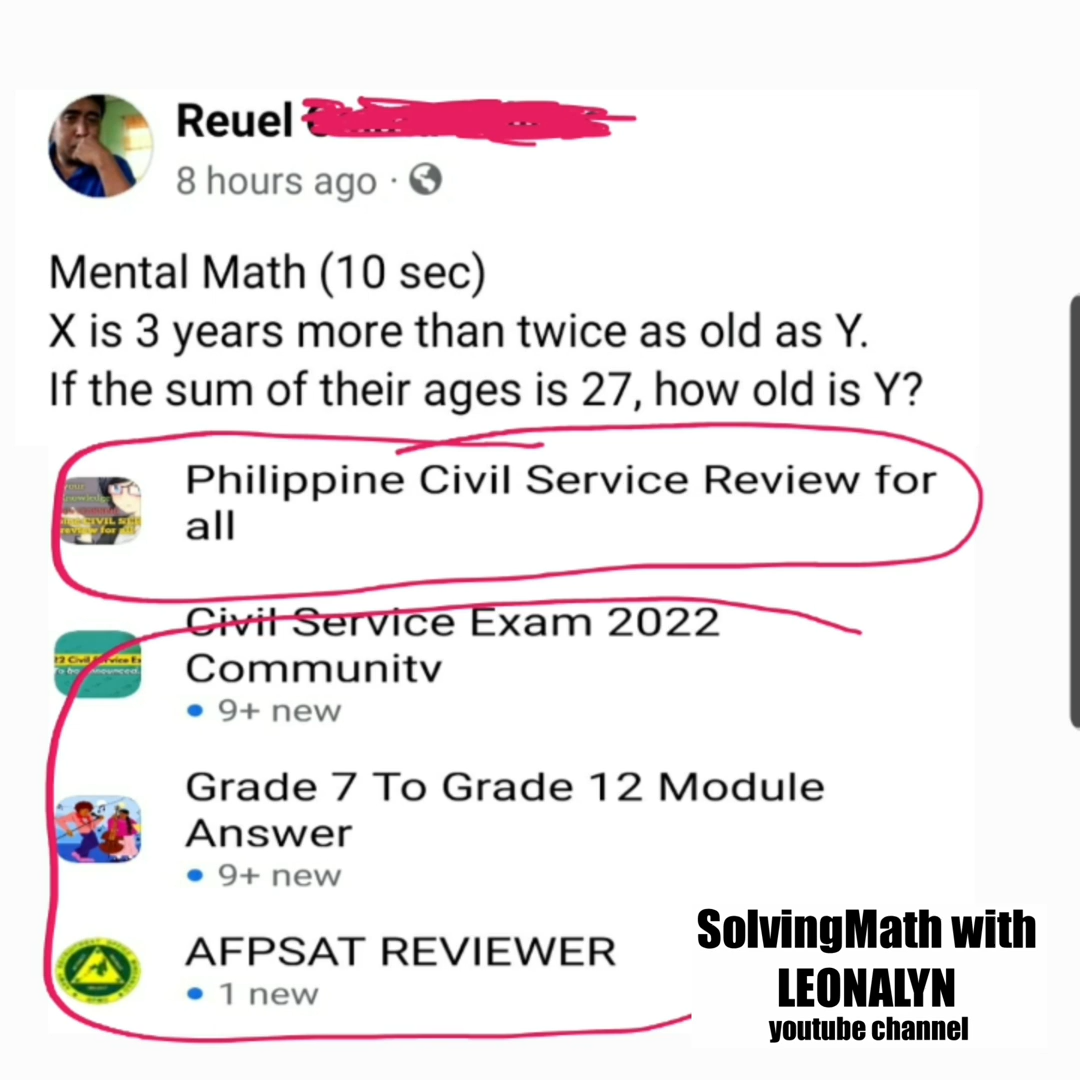 Reuel
8 hours ago ·
Mental Math (10 sec)
X is 3 years more than twice as old as Y.
If the sum of their ages is 27, how old is Y?
Philippine Civil Service Review for
all
Civil Service Exam 2022
Community
• 9+ new
Grade 7 To Grade 12 Module
Answer
• 9+ new
AFPSAT REVIEWER
• 1 new
SolvingMath with
LEONALYN
youtube channel